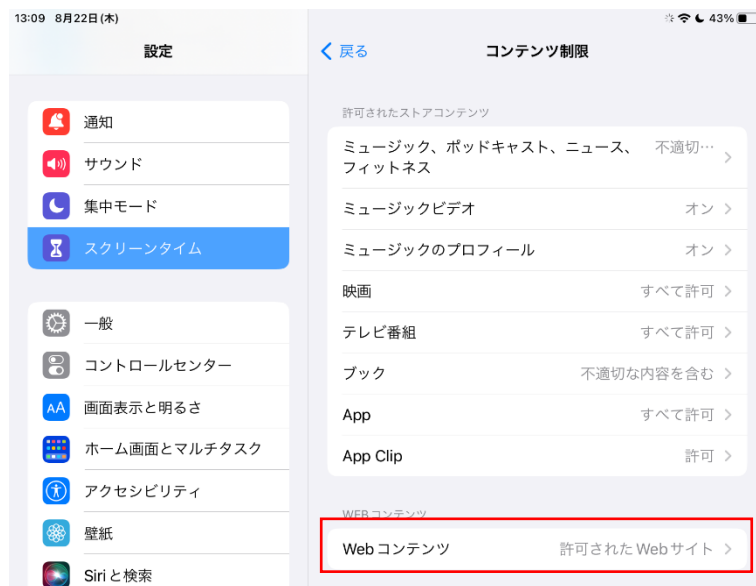 13:09 8月22日(木)
43%
設定
通知
サウンド
集中モード
スクリーンタイム
一般
コントロールセンター
画面表示と明るさ
ホーム画面とマルチタスク
アクセシビリティ
壁紙
Siriと検索
戻る
コンテンツ制限
許可されたストアコンテンツ
ミュージック、ポッドキャスト、ニュース、 不適切…
フィットネス
ミュージックビデオ オン
ミュージックのプロフィール オン
映画 すべて許可
テレビ番組 すべて許可
ブック 不適切な内容を含む
App すべて許可
App Clip 許可
WEBコンテンツ
Webコンテンツ 許可されたWebサイト